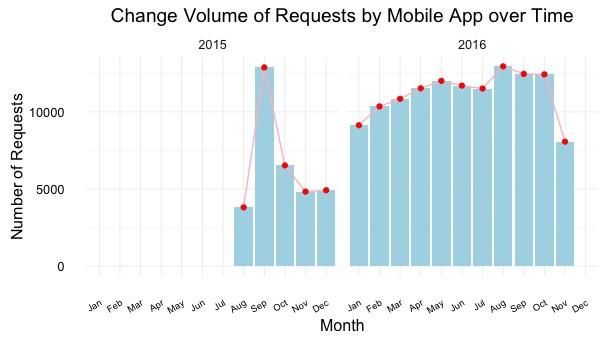 Change Volume of Requests by Mobile App over Time
2015 2016
Number of Requests
10000
5000
0
Jan Feb Mar Apr May Jun Jul Aug Sep Oct Nov Dec Jan Feb Mar Apr May Jun Jul Aug Sep Oct Nov Dec
Month